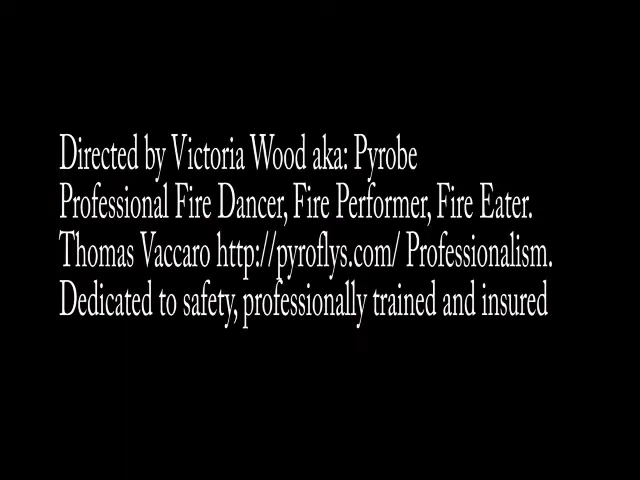 Directed by Victoria Wood aka: Pyrobe
Professional Fire Dancer, Fire Performer, Fire Eater.
Thomas Vaccaro http://pyroflys.com/ Professionalism.
Dedicated to safety, professionally trained and insured